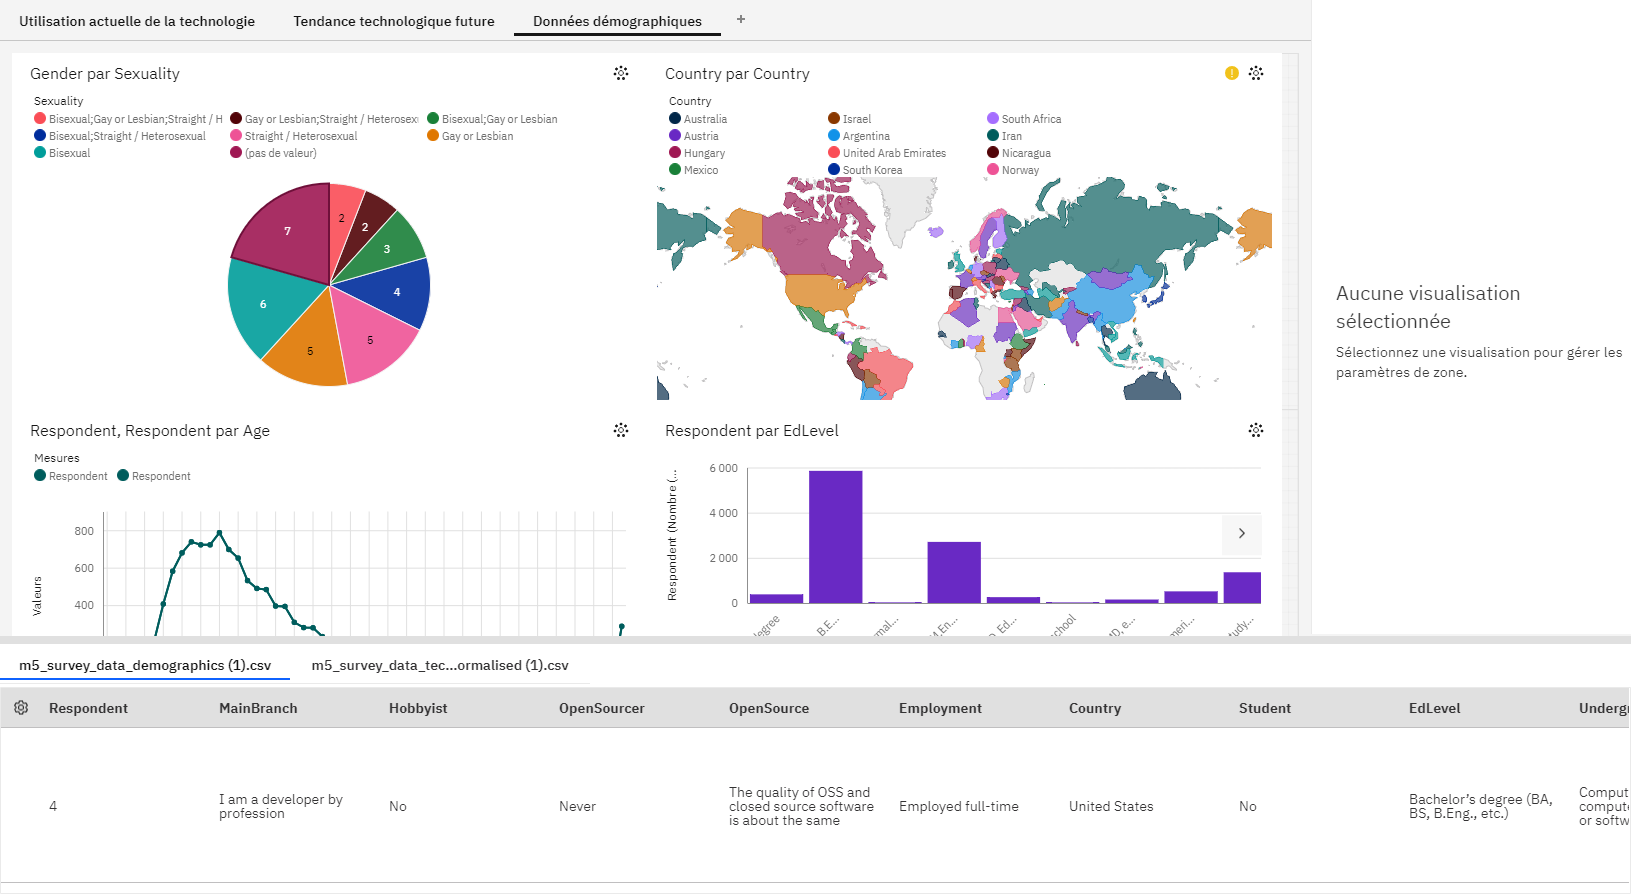 Utilisation actuelle de la technologie
Tendance technologique future
Données démographiques
+
Gender par Sexuality
Sexuality
Bisexual;Gay or Lesbian;Straight / H
Gay or Lesbian;Straight / Heterosex
Bisexual;Gay or Lesbian
Bisexual;Straight / Heterosexual
Straight / Heterosexual
Gay or Lesbian
Bisexual
(pas de valeur)
7
2
2
3
4
5
5
6
Country par Country
Country
Australia
Israel
South Africa
Austria
Argentina
Iran
Hungary
United Arab Emirates
Nicaragua
Mexico
South Korea
Norway
Aucune visualisation
sélectionnée
Sélectionnez une visualisation pour gérer les
paramètres de zone.
Respondent, Respondent par Age
Mesures
Respondent
Respondent
Valeurs
800
600
400
Respondent par EdLevel
Respondent (Nombre (...
6 000
4 000
2 000
0
egree
B.E...
mal...
M.En...
Ed...
chool
MD, e...
meri...
tudy...
m5_survey_data_demographics (1).csv
m5_survey_data_tec...ormalised (1).csv
Respondent
MainBranch
Hobbyist
OpenSourcer
OpenSource
Employment
Country
Student
EdLevel
Underg
4
I am a developer by
profession
No
Never
The quality of OSS and
closed source software
is about the same
Employed full-time
United States
No
Bachelor’s degree (BA,
BS, B.Eng., etc.)
Comput
compute
or softw